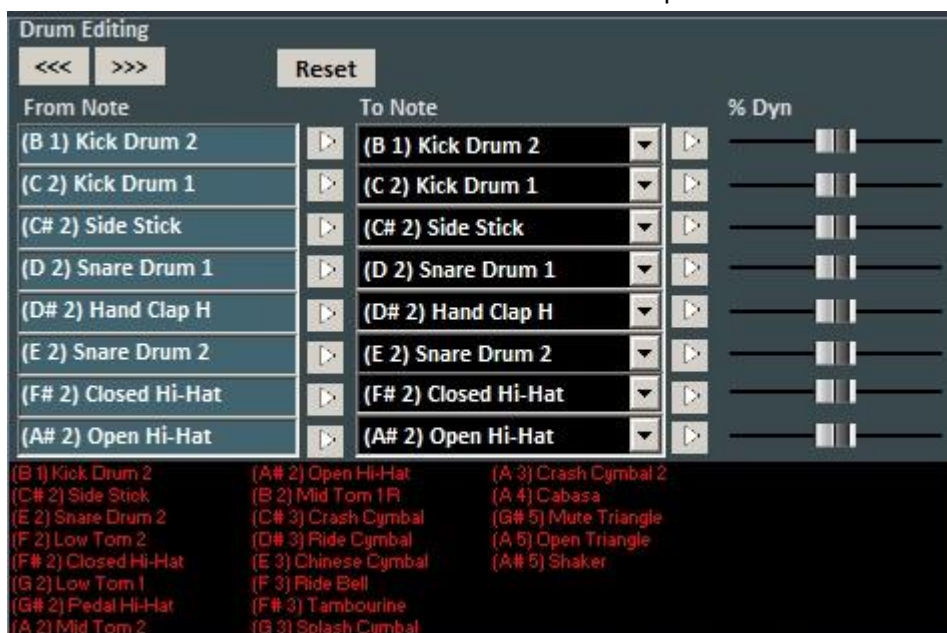 Drum Editing
<<< >>> Reset
From Note To Note % Dyn
(B 1) Kick Drum 2 (B 1) Kick Drum 2
(C 2) Kick Drum 1 (C 2) Kick Drum 1
(C# 2) Side Stick (C# 2) Side Stick
(D 2) Snare Drum 1 (D 2) Snare Drum 1
(D# 2) Hand Clap H (D# 2) Hand Clap H
(E 2) Snare Drum 2 (E 2) Snare Drum 2
(F# 2) Closed Hi-Hat (F# 2) Closed Hi-Hat
(A# 2) Open Hi-Hat (A# 2) Open Hi-Hat
(B 1) Kick Drum 2 (A# 2) Open Hi-Hat (A 3) Crash Cymbal 2
(C# 2) Side Stick (B 2) Mid Tom 1R (A 4) Cabasa
(E 2) Snare Drum 2 (C# 3) Crash Cymbal (G# 5) Mute Triangle
(F 2) Low Tom 2 (D# 3) Ride Cymbal (A 5) Open Triangle
(F# 2) Closed Hi-Hat (E 3) Chinese Cymbal (A# 5) Shaker
(G 2) Low Tom 1 (F 3) Ride Bell
(G# 2) Pedal Hi-Hat (F# 3) Tambourine
(A 2) Mid Tom 2 (G 3) Splash Cymbal